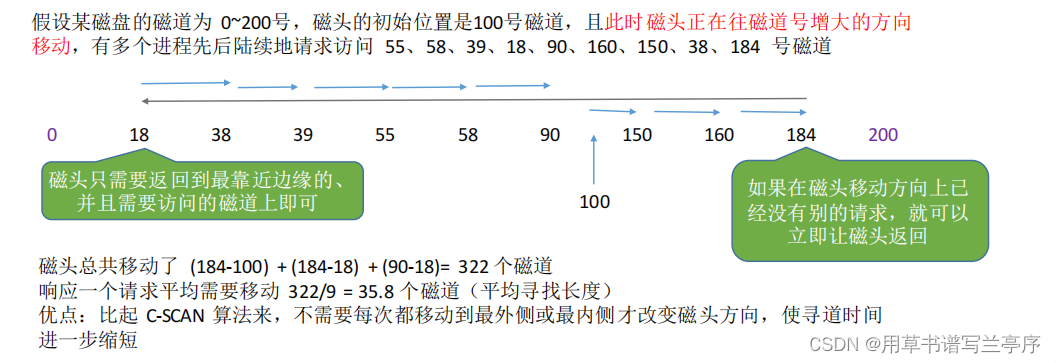 假设某磁盘的磁道为 0~200号，磁头的初始位置是100号磁道，且此时磁头正在往磁道号增大的方向
移动，有多个进程先后陆续地请求访问 55、58、39、18、90、160、150、38、184 号磁道
0 18 38 39 55 58 90 150 160 184 200
磁头只需要返回到最靠近边缘的、
并且需要访问的磁道上即可
100
如果在磁头移动方向上已
经没有别的请求，就可以
立即让磁头返回
磁头总共移动了 (184-100) + (184-18) + (90-18)= 322 个磁道
响应一个请求平均需要移动 322/9 = 35.8 个磁道（平均寻找长度）
优点：比起 C-SCAN 算法来，不需要每次都移动到最外侧或最内侧才改变磁头方向，使寻道时间
进一步缩短
CSDN @用草书谱写兰亭序